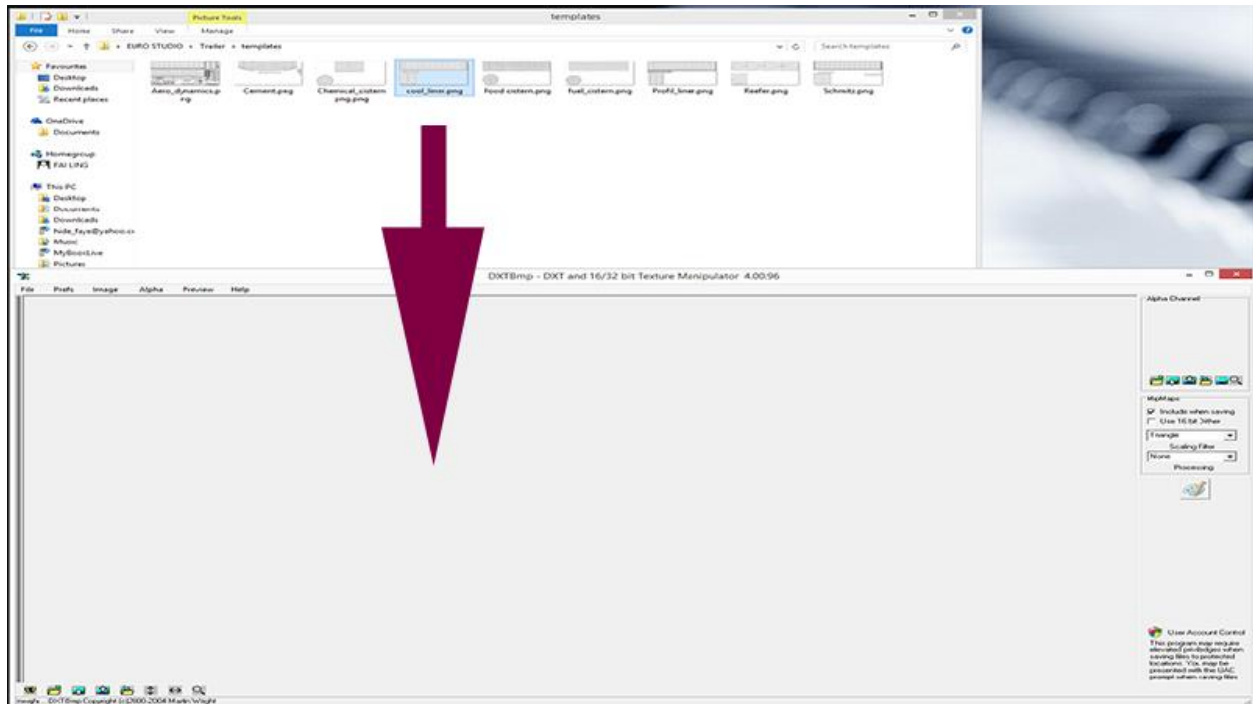 Picture Tools
templates
File Home Share View Manage
EURO STUDIO Trailer templates
Search templates
Favourites
Desktop
Downloads
Recent places
OneDrive
Documents
Homegroup
FAI LING
This PC
Desktop
Documents
Downloads
Music
Pictures
Aero_dynamics.p
ng
Cement.png
Chemical_cistern
png.png
cool_liner.png
Food cistern.png
fuel_cistern.png
Profil_liner.png
Reefer.png
Schmitz.png
DXTBmp - DXT and 16/32 bit Texture Manipulator 4.00.96
File Prefs Image Alpha Preview Help
Alpha Channel
MipMaps
Include when saving
Use 16 bit Dither
Triangle
Scaling Filter
None
Processing
User Account Control
This program may require
elevated priviledges when
saving files to protected
locations. You may be
presented with the UAC
prompt when saving files
DXTBmp Copyright (c)2000-2004 Martin Wright